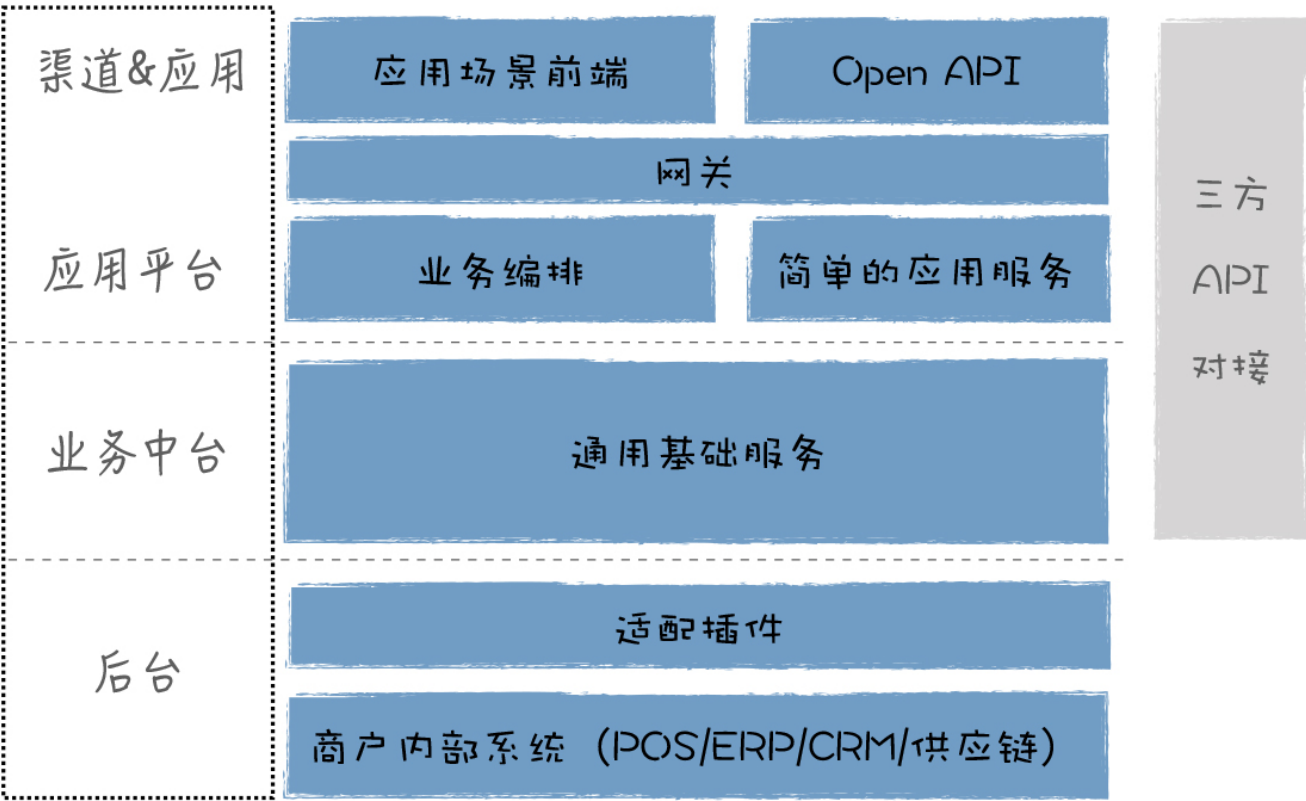 渠道&应用
应用场景前端
Open API
网关
应用平台
业务编排
简单的应用服务
业务中台
通用基础服务
后台
适配插件
商户内部系统（POS/ERP/CRM/供应链）
三方
API
对接